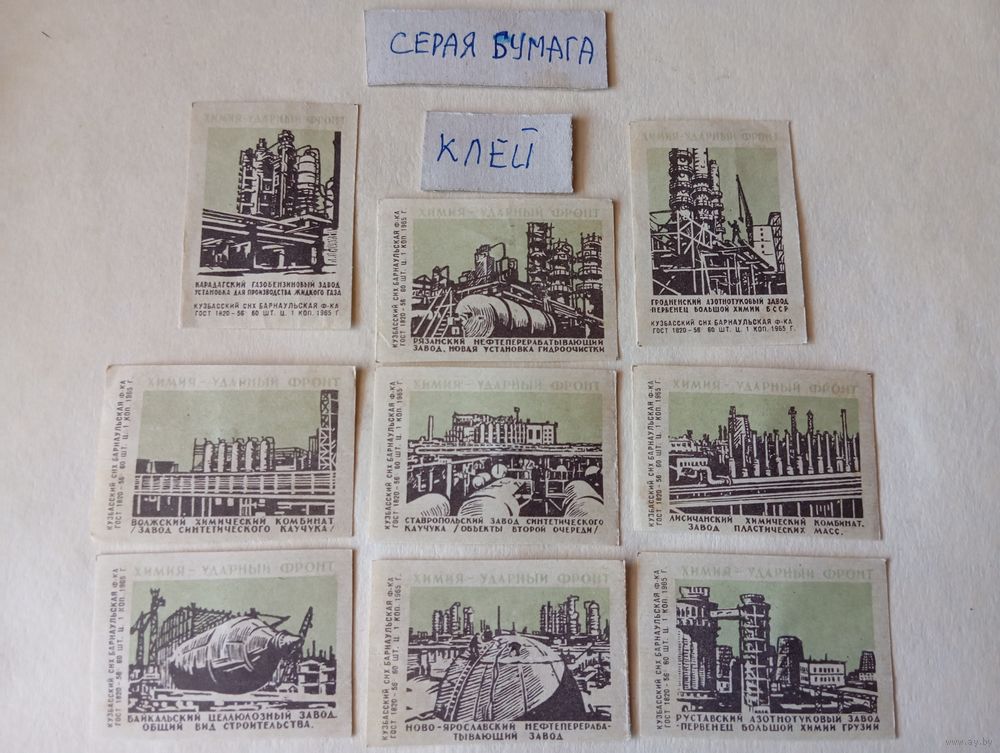 СЕРАЯ БУМАГА
КЛЕЙ
КАРАДАГСКИЙ ГАЗОБЕНЗИНОВЫЙ ЗАВОД
УСТАНОВКА ДЛЯ ПРОИЗВОДСТВА ЖИДКОГО ГАЗА
КУЗБАССКИЙ СНХ БАРНАУЛЬСКАЯ Ф-КА
ГОСТ 1820-56 60 ШТ. Ц. 1 КОП. 1965 Г.
ХИМИЯ - УДАРНЫЙ ФРОНТ
КУЗБАССКИЙ СНХ БАРНАУЛЬСКАЯ Ф-КА
ГОСТ 1820-56 60 ШТ. Ц. 1 КОП. 1965 Г.
РЯЗАНСКИЙ НЕФТЕПЕРЕРАБАТЫВАЮЩИЙ
ЗАВОД. НОВАЯ УСТАНОВКА ГИДРООЧИСТКИ
ХИМИЯ - УДАРНЫЙ ФРОНТ
ГРОДНЕНСКИЙ АЗОТНОТУКОВЫЙ ЗАВОД
-ПЕРВЕНЕЦ БОЛЬШОЙ ХИМИИ БССР
КУЗБАССКИЙ СНХ БАРНАУЛЬСКАЯ Ф-КА
ГОСТ 1820-56 60 ШТ. Ц. 1 КОП. 1965 Г.
ХИМИЯ - УДАРНЫЙ ФРОНТ
КУЗБАССКИЙ СНХ БАРНАУЛЬСКАЯ Ф-КА
ГОСТ 1820-56 60 ШТ. Ц. 1 КОП. 1965 Г.
ВОЛЖСКИЙ ХИМИЧЕСКИЙ КОМБИНАТ
/ЗАВОД СИНТЕТИЧЕСКОГО КАУЧУКА/
ХИМИЯ - УДАРНЫЙ ФРОНТ
КУЗБАССКИЙ СНХ БАРНАУЛЬСКАЯ Ф-КА
ГОСТ 1820-56 60 ШТ. Ц. 1 КОП. 1965 Г.
СТАВРОПОЛЬСКИЙ ЗАВОД СИНТЕТИЧЕСКОГО
КАУЧУКА /ОБЪЕКТЫ ВТОРОЙ ОЧЕРЕДИ/
ХИМИЯ - УДАРНЫЙ ФРОНТ
КУЗБАССКИЙ СНХ БАРНАУЛЬСКАЯ Ф-КА
ГОСТ 1820-56 60 ШТ. Ц. 1 КОП. 1965 Г.
ЛИСИЧАНСКИЙ ХИМИЧЕСКИЙ КОМБИНАТ.
ЗАВОД ПЛАСТИЧЕСКИХ МАСС.
ХИМИЯ - УДАРНЫЙ ФРОНТ
КУЗБАССКИЙ СНХ БАРНАУЛЬСКАЯ Ф-КА
ГОСТ 1820-56 60 ШТ. Ц. 1 КОП. 1965 Г.
БАЙКАЛЬСКИЙ ЦЕЛЛЮЛОЗНЫЙ ЗАВОД.
ОБЩИЙ ВИД СТРОИТЕЛЬСТВА.
ХИМИЯ - УДАРНЫЙ ФРОНТ
КУЗБАССКИЙ СНХ БАРНАУЛЬСКАЯ Ф-КА
ГОСТ 1820-56 60 ШТ. Ц. 1 КОП. 1965 Г.
НОВО-ЯРОСЛАВСКИЙ НЕФТЕПЕРЕРАБА-
ТЫВАЮЩИЙ ЗАВОД
ХИМИЯ - УДАРНЫЙ ФРОНТ
КУЗБАССКИЙ СНХ БАРНАУЛЬСКАЯ Ф-КА
ГОСТ 1820-56 60 ШТ. Ц. 1 КОП. 1965 Г.
РУСТАВСКИЙ АЗОТНОТУКОВЫЙ ЗАВОД
-ПЕРВЕНЕЦ БОЛЬШОЙ ХИМИИ ГРУЗИИ
www.ay.by